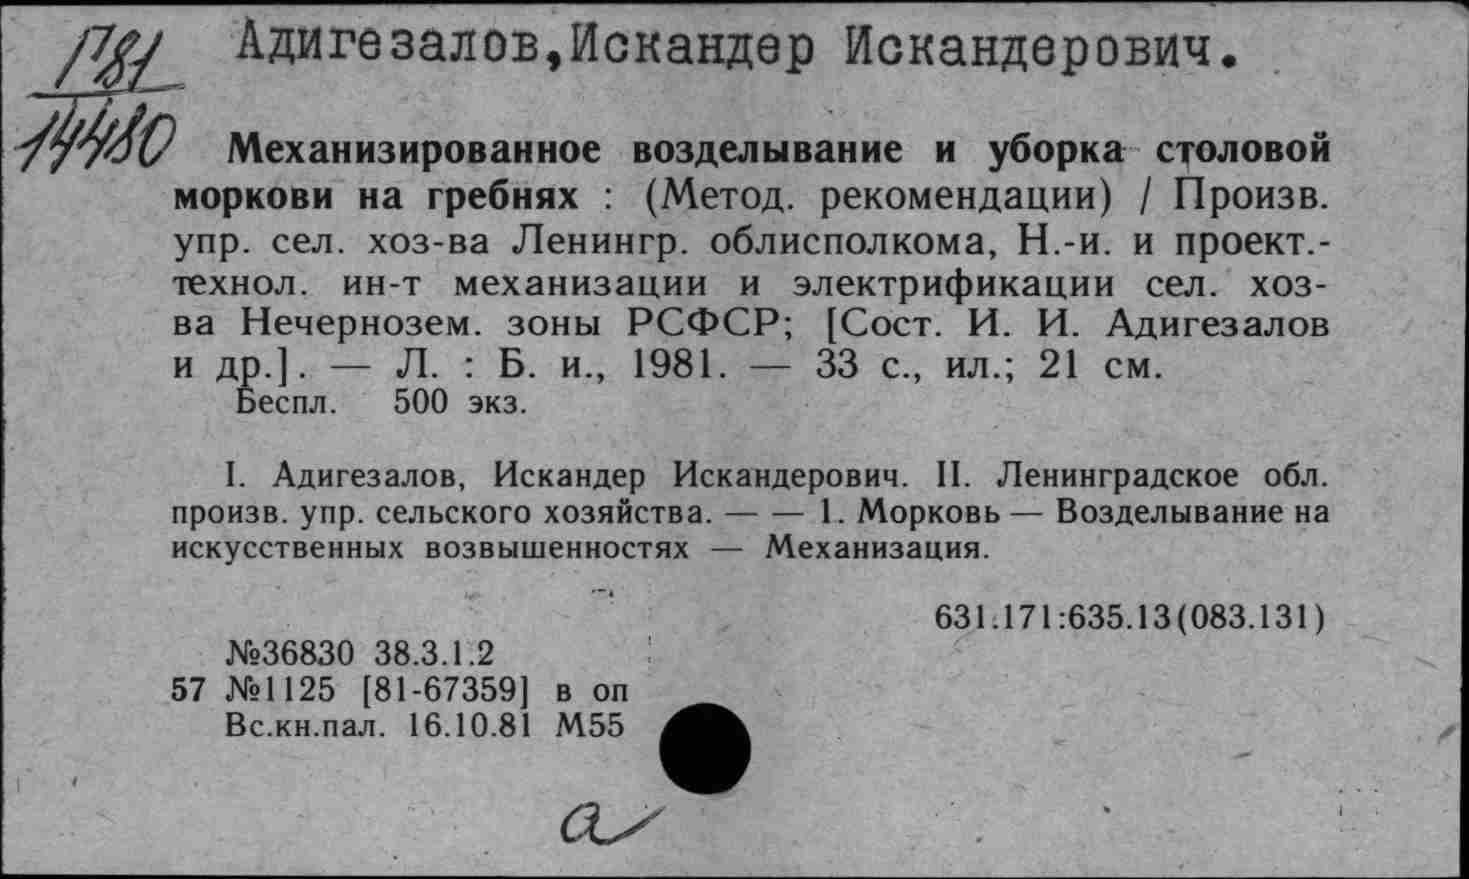 П81 Адигезалов,Искандер Искандерович.
14480
Механизированное возделывание и уборка столовой
моркови на гребнях : (Метод. рекомендации) / Произв.
упр. сел. хоз-ва Ленингр. облисполкома, Н.-и. и проект.-
технол. ин-т механизации и электрификации сел. хоз-
ва Нечернозем. зоны РСФСР; [Сост. И. И. Адигезалов
и др.]. — Л. : Б. и., 1981. — 33 с., ил.; 21 см.
Беспл. 500 экз.
I. Адигезалов, Искандер Искандерович. II. Ленинградское обл.
произв. упр. сельского хозяйства. — — 1. Морковь — Возделывание на
искусственных возвышенностях — Механизация.
631.171:635.13(083.131)
№36830 38.3.1.2
57 №1125 [81-67359] в оп
Вс.кн.пал. 16.10.81 М55
а